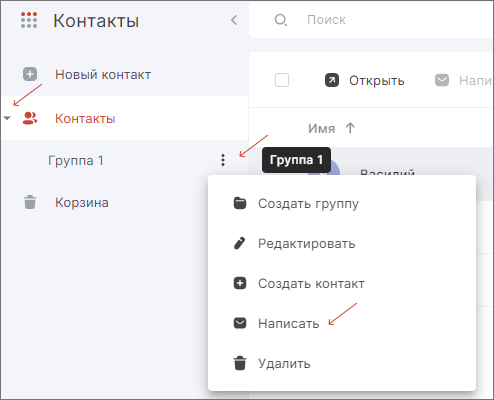 Контакты
Поиск
Новый контакт
Открыть
Напи
Контакты
Имя
Группа 1
Группа 1
Василий
Создать группу
Корзина
Редактировать
Создать контакт
Написать
Удалить